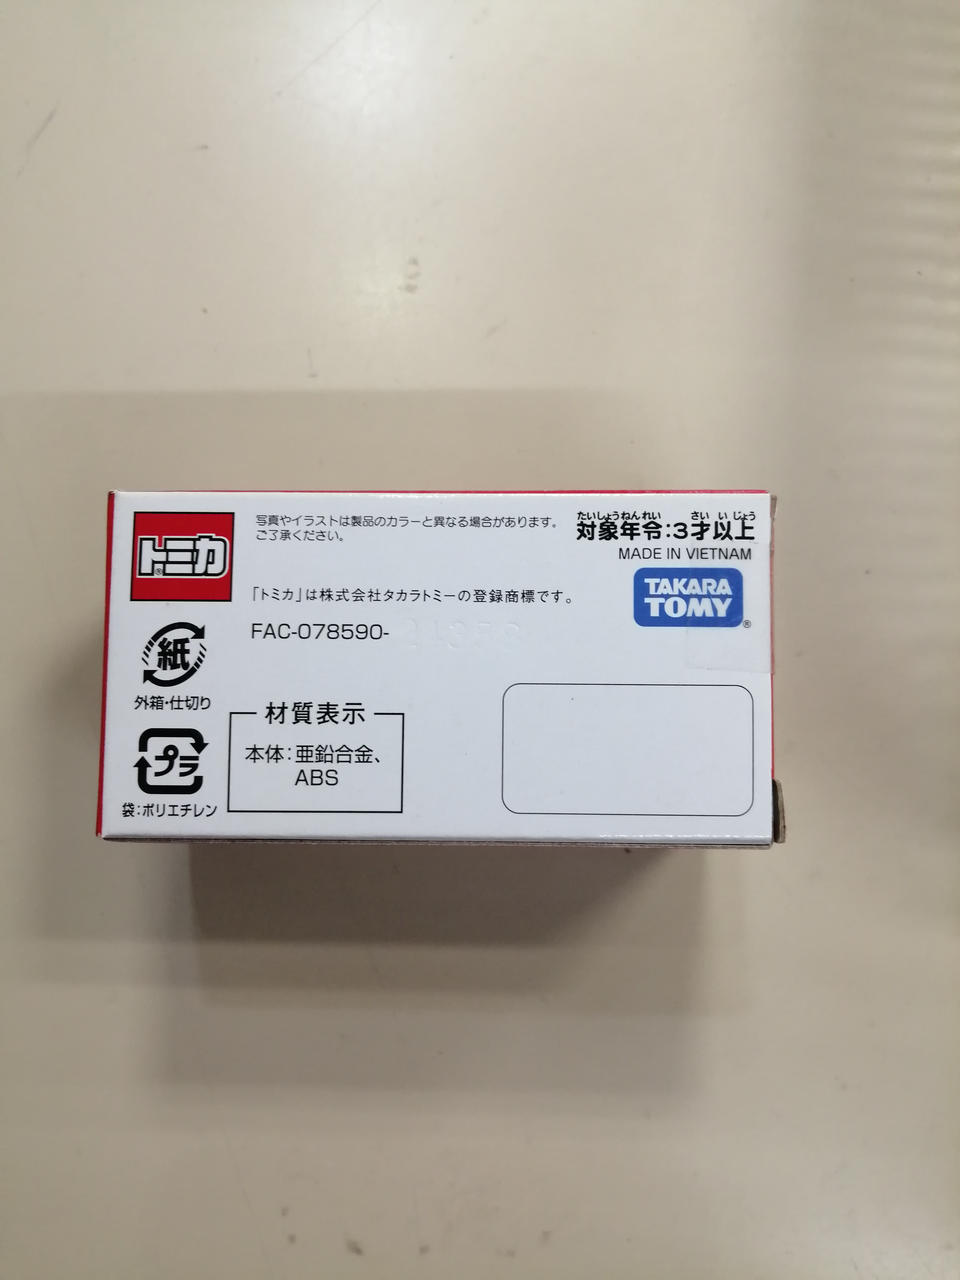 トミカ®
写真やイラストは製品のカラーと異なる場合があります。
ご了承ください。
たいしょうねんれい さい い じょう
対象年令：3才以上
MADE IN VIETNAM
TAKARA
TOMY®
「トミカ」は株式会社タカラトミーの登録商標です。
FAC-078590-
紙
外箱・仕切り
プラ
袋：ポリエチレン
材質表示
本体：亜鉛合金、
ABS